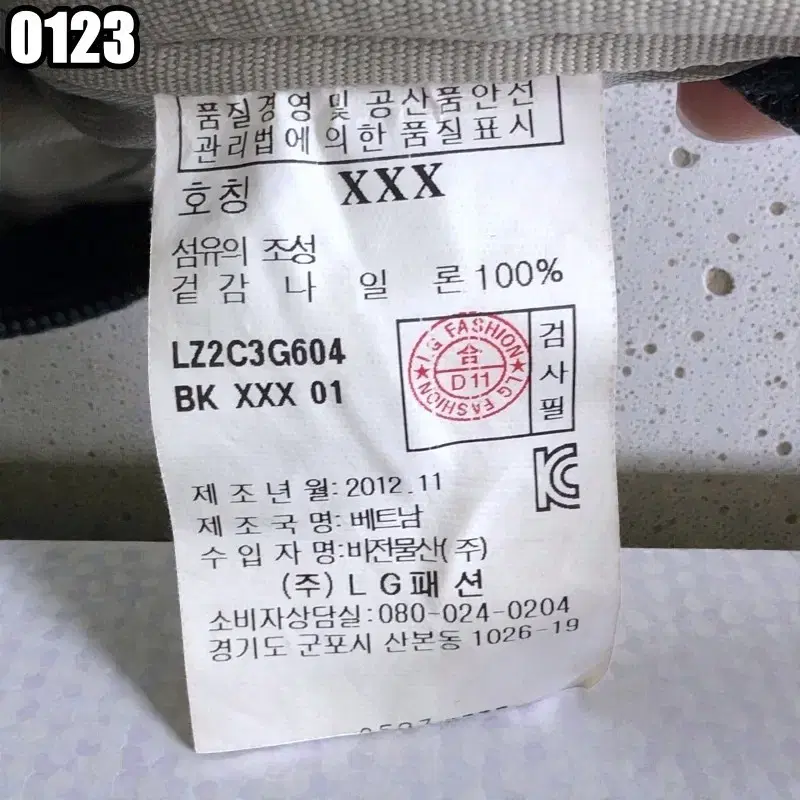 0123
품질경영및 공산품안전
관리법에 의한 품질표시
호칭 XXX
섬유의 조성
겉감 나 일 론 100%
LZ2C3G604
BK XXX 01
★ LG FASHION ★ LG FASHION
합
D 11
검사필
KC
제 조 년 월: 2012.11
제 조 국 명: 베트남
수 입 자 명: 비전물산( 주)
(주) L G 패 션
소비자상담실:080-024-0204
경기도 군포시 산본동 1026-19